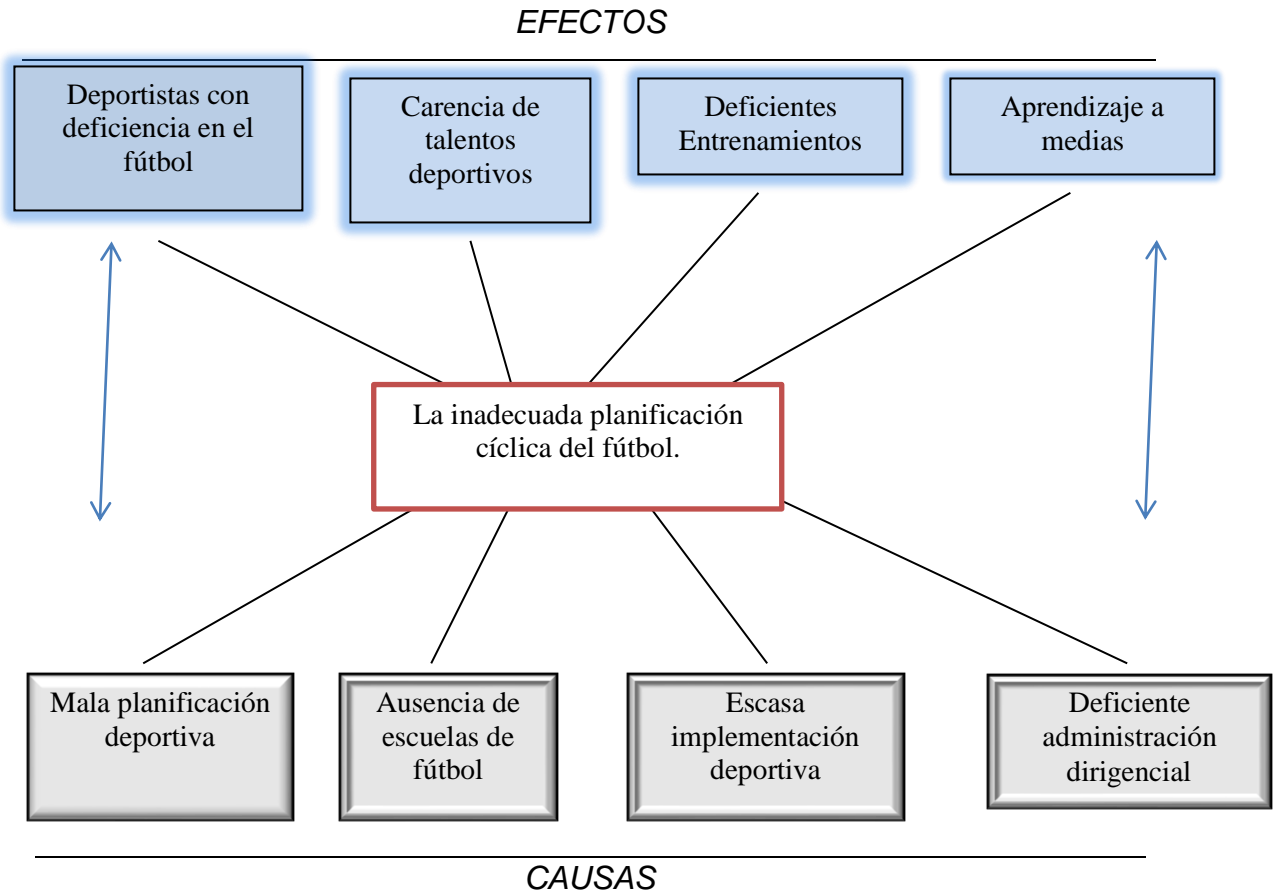 EFECTOS
Deportistas con
deficiencia en el
fútbol
Carencia de
talentos
deportivos
Deficientes
Entrenamientos
Aprendizaje a
medias
La inadecuada planificación
cíclica del fútbol.
Mala planificación
deportiva
Ausencia de
escuelas de
fútbol
Escasa
implementación
deportiva
Deficiente
administración
dirigencial
CAUSAS